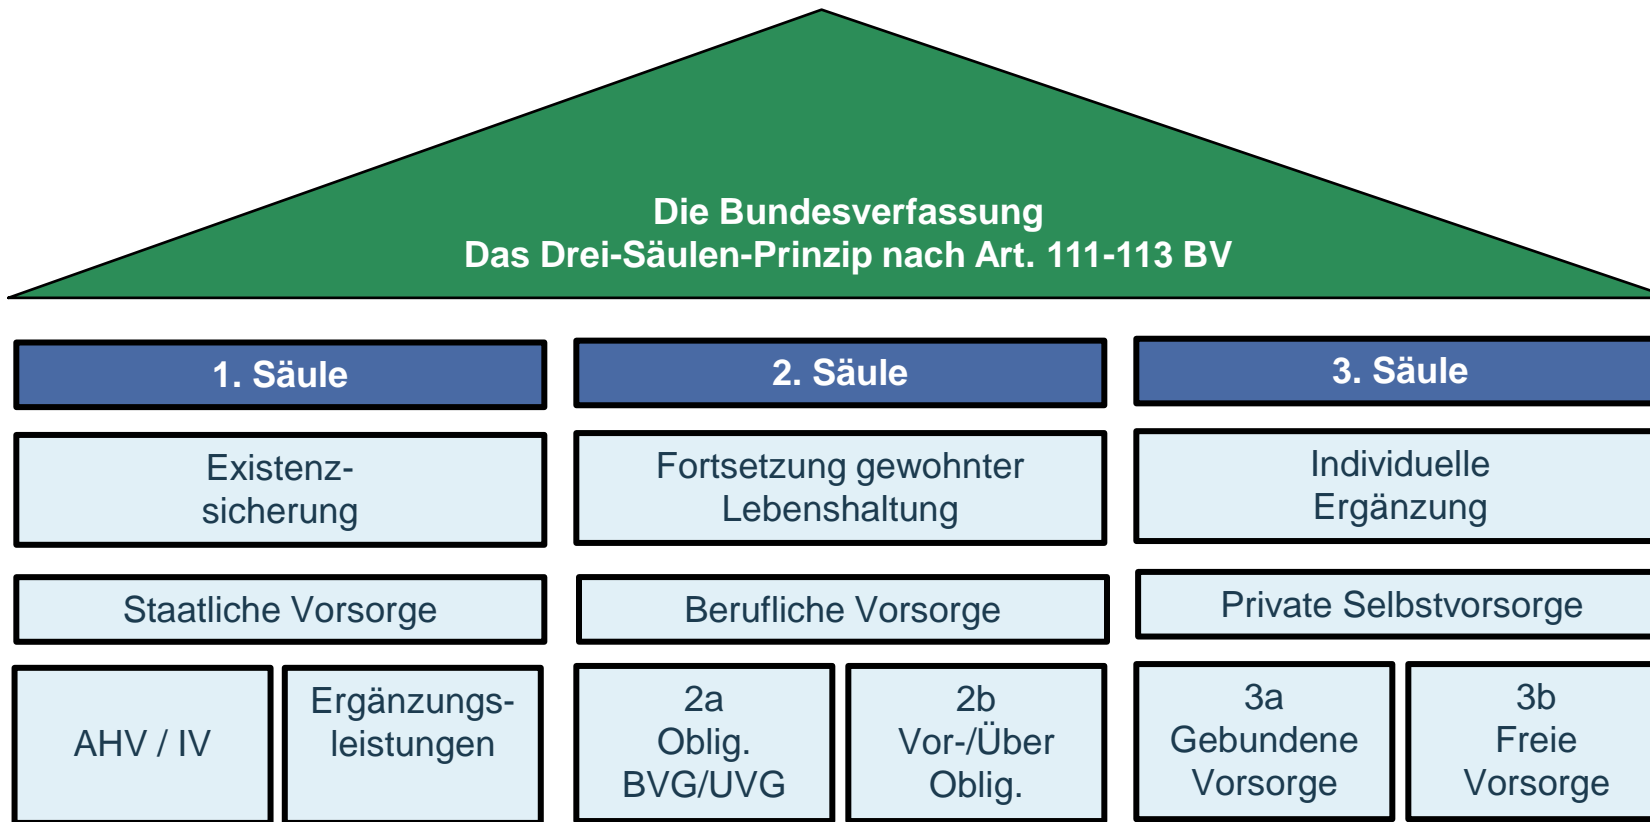 Die Bundesverfassung
Das Drei-Säulen-Prinzip nach Art. 111-113 BV
1. Säule
2. Säule
3. Säule
Existenz-
sicherung
Fortsetzung gewohnter
Lebenshaltung
Individuelle
Ergänzung
Staatliche Vorsorge
Berufliche Vorsorge
Private Selbstvorsorge
AHV / IV
Ergänzungs-
leistungen
2a
Oblig.
BVG/UVG
2b
Vor-/Über
Oblig.
3a
Gebundene
Vorsorge
3b
Freie
Vorsorge